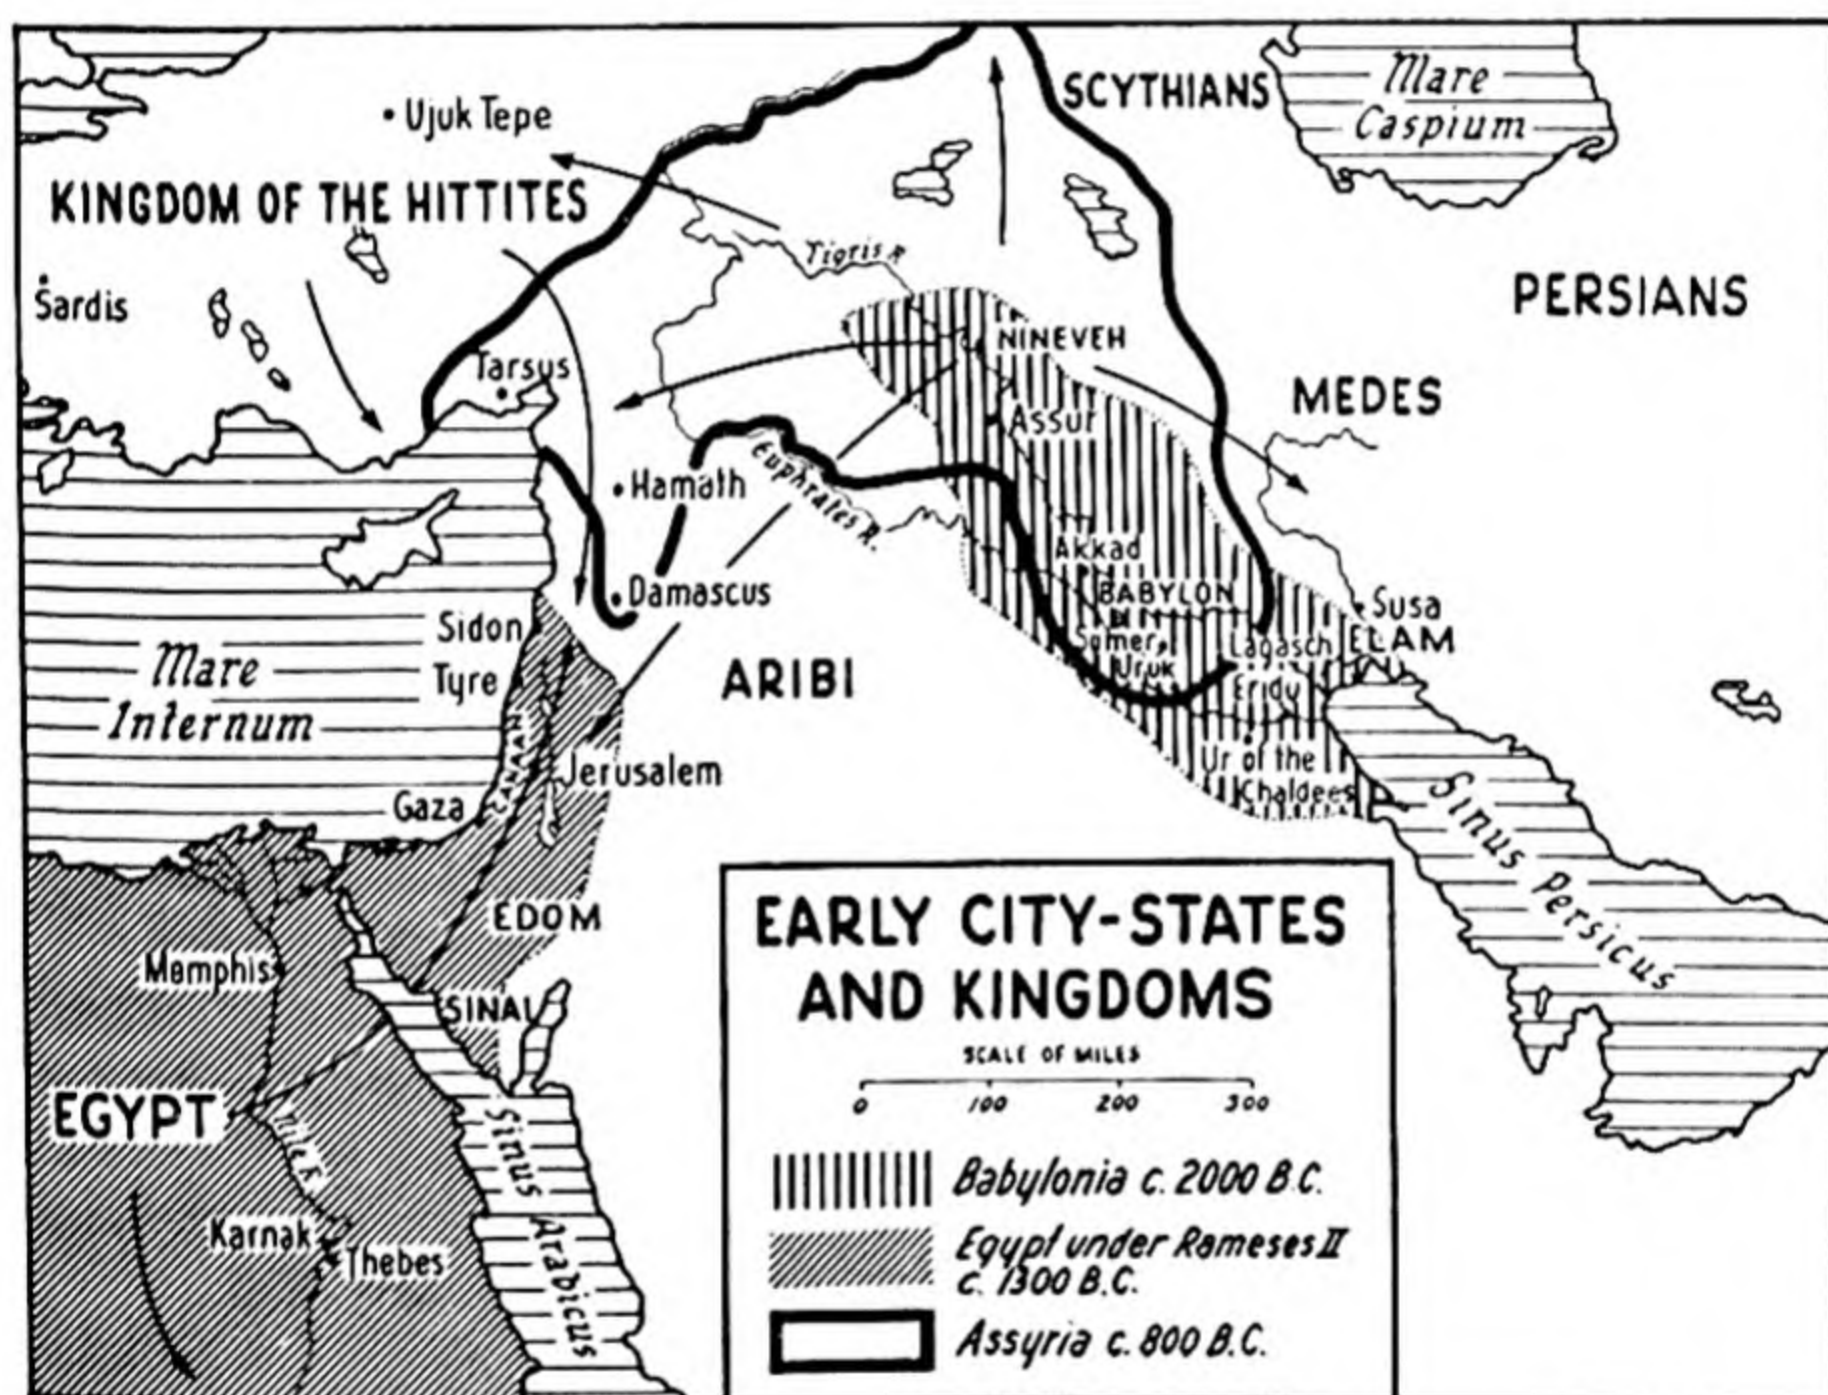 Mare
Caspium
SCYTHIANS
Ujuk Tepe
KINGDOM OF THE HITTITES
Tigris R
Sardis
PERSIANS
NINEVEH
Tarsus
MEDES
Assur
Hamath
Euphrates R.
Akkad
Damascus
BABYLON
Susa
Sidon
Sumer
Lagasch
ELAM
Mare
Internum
Tyre
ARIBI
Uruk
Eridu
CANAAN
Jerusalem
Ur of the
Chaldees
Gaza
Sinus Persicus
EDOM
Memphis
SINAI
EGYPT
Nile R
Sinus Arabicus
Karnak
Thebes
EARLY CITY-STATES
AND KINGDOMS
SCALE OF MILES
0 100 200 300
Babylonia c. 2000 B.C.
Egypt under Rameses II
c. 1300 B.C.
Assyria c. 800 B.C.